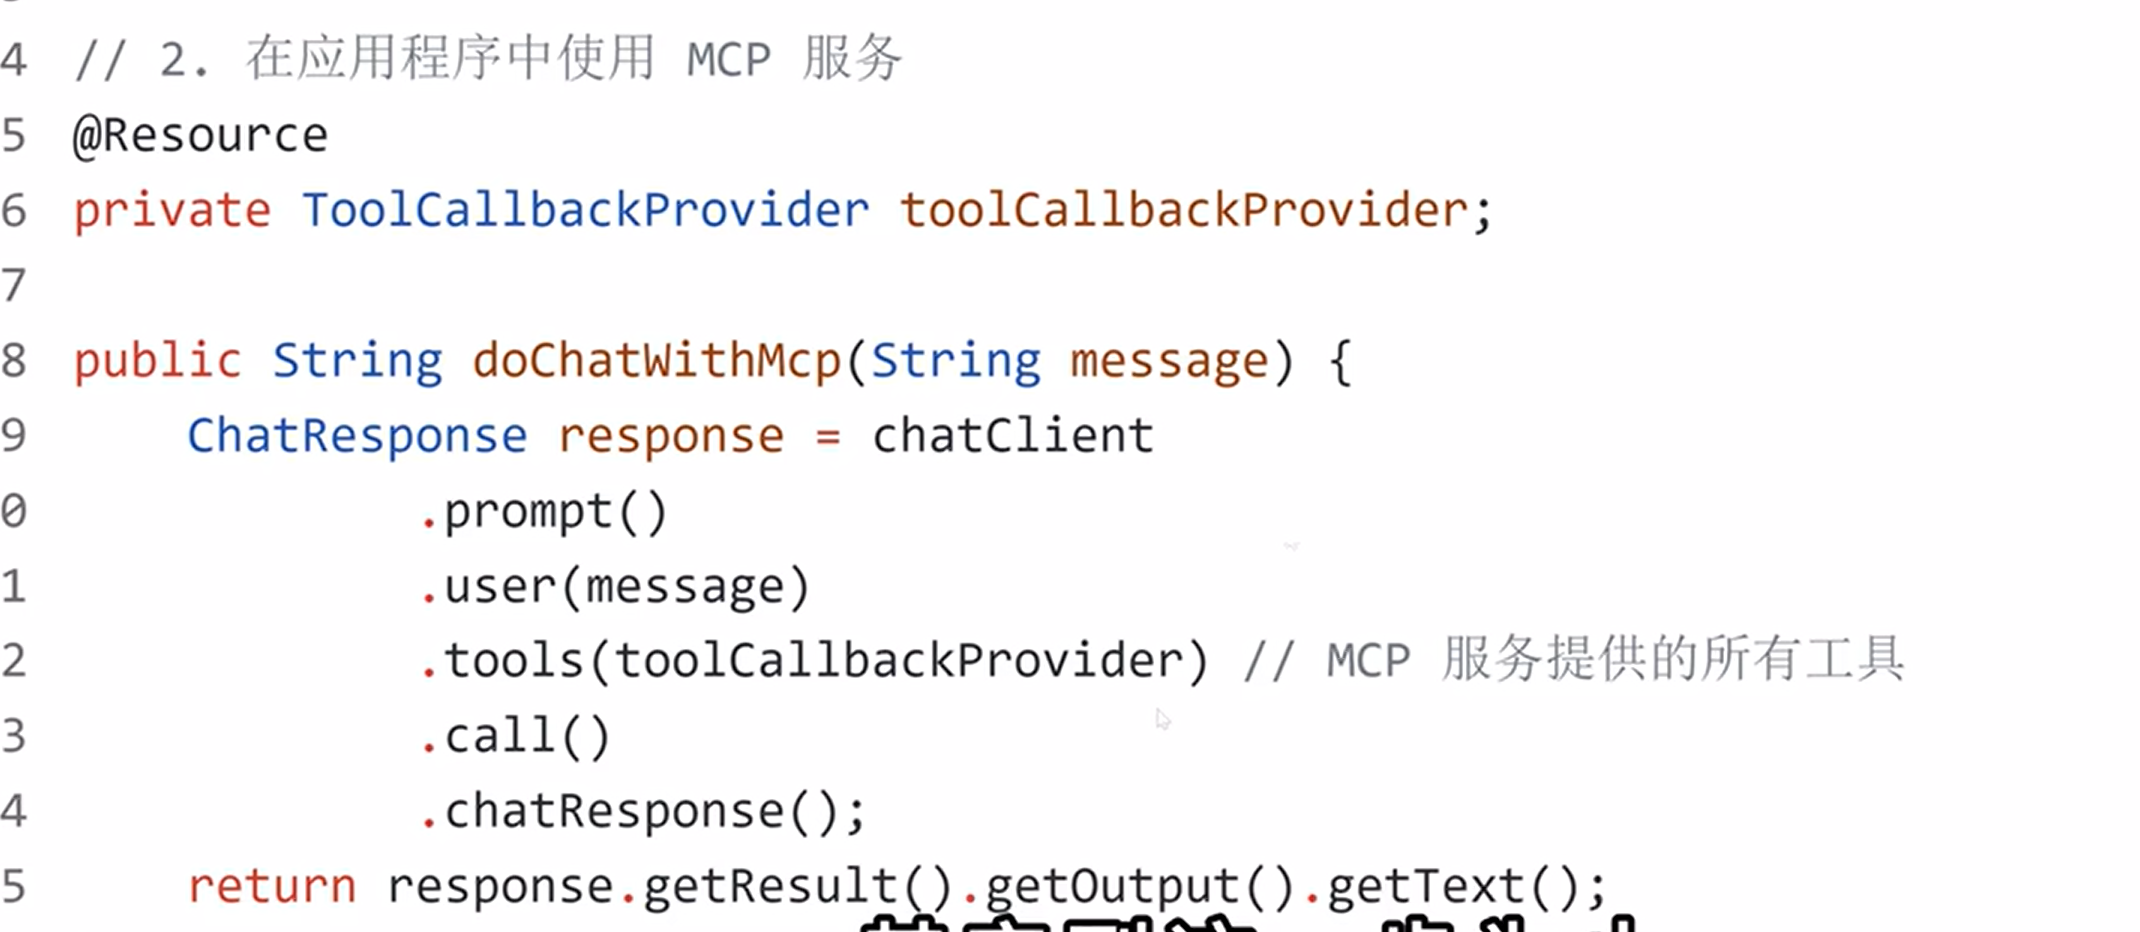 4 // 2. 在应用程序中使用 MCP 服务
5 @Resource
6 private ToolCallbackProvider toolCallbackProvider;
7
8 public String doChatWithMcp(String message) {
9 ChatResponse response = chatClient
0 .prompt()
1 .user(message)
2 .tools(toolCallbackProvider) // MCP 服务提供的所有工具
3 .call()
4 .chatResponse();
5 return response.getResult().getOutput().getText();